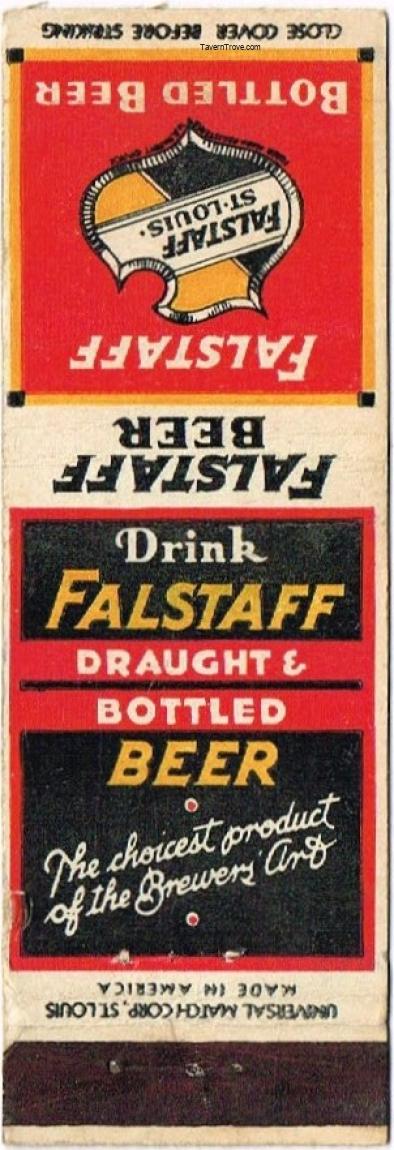 CLOSE COVER BEFORE STRIKING
TavernTrove.com
BOTTLED BEER
FALSTAFF
ST·LOUIS·
FALSTAFF
FALSTAFF
BEER
Drink
FALSTAFF
DRAUGHT &
BOTTLED
BEER
The choicest product
of the Brewers' Art
UNIVERSAL MATCH CORP., ST. LOUIS
MADE IN AMERICA